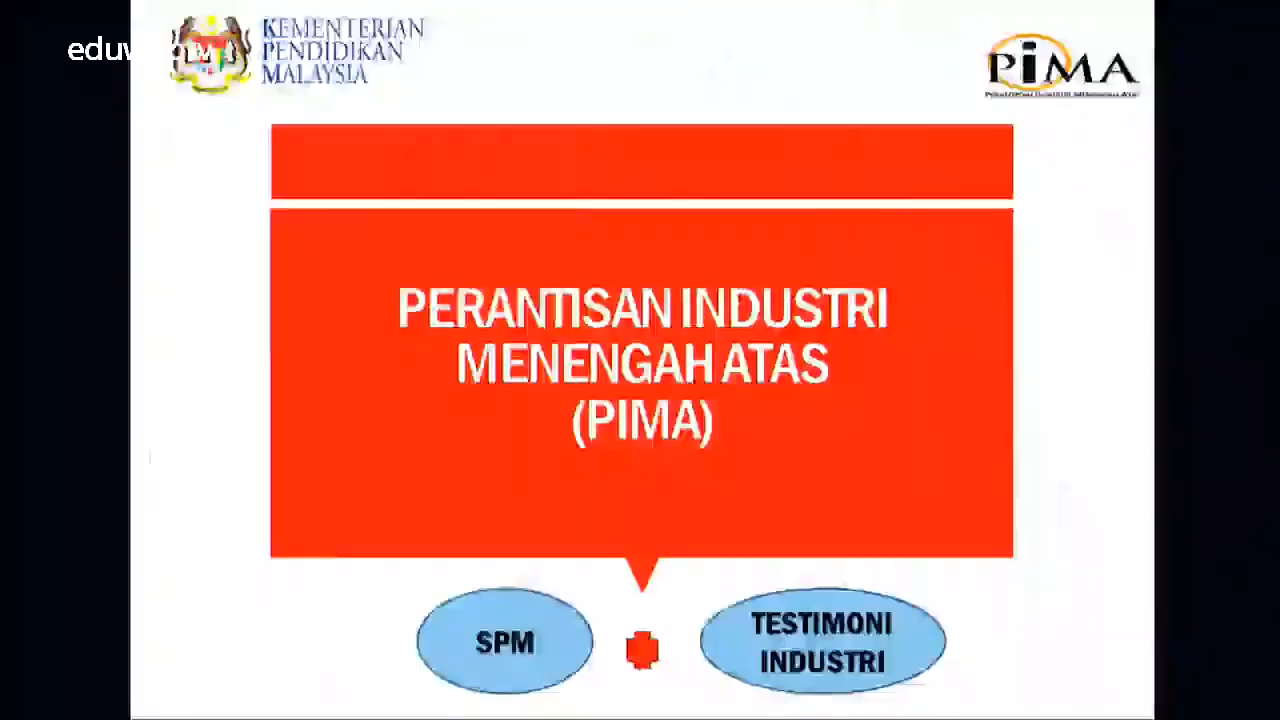 KEMENTERIAN
PENDIDIKAN
MALAYSIA
PiMA
PERANTISAN INDUSTRI
MENENGAH ATAS
(PIMA)
SPM
TESTIMONI
INDUSTRI